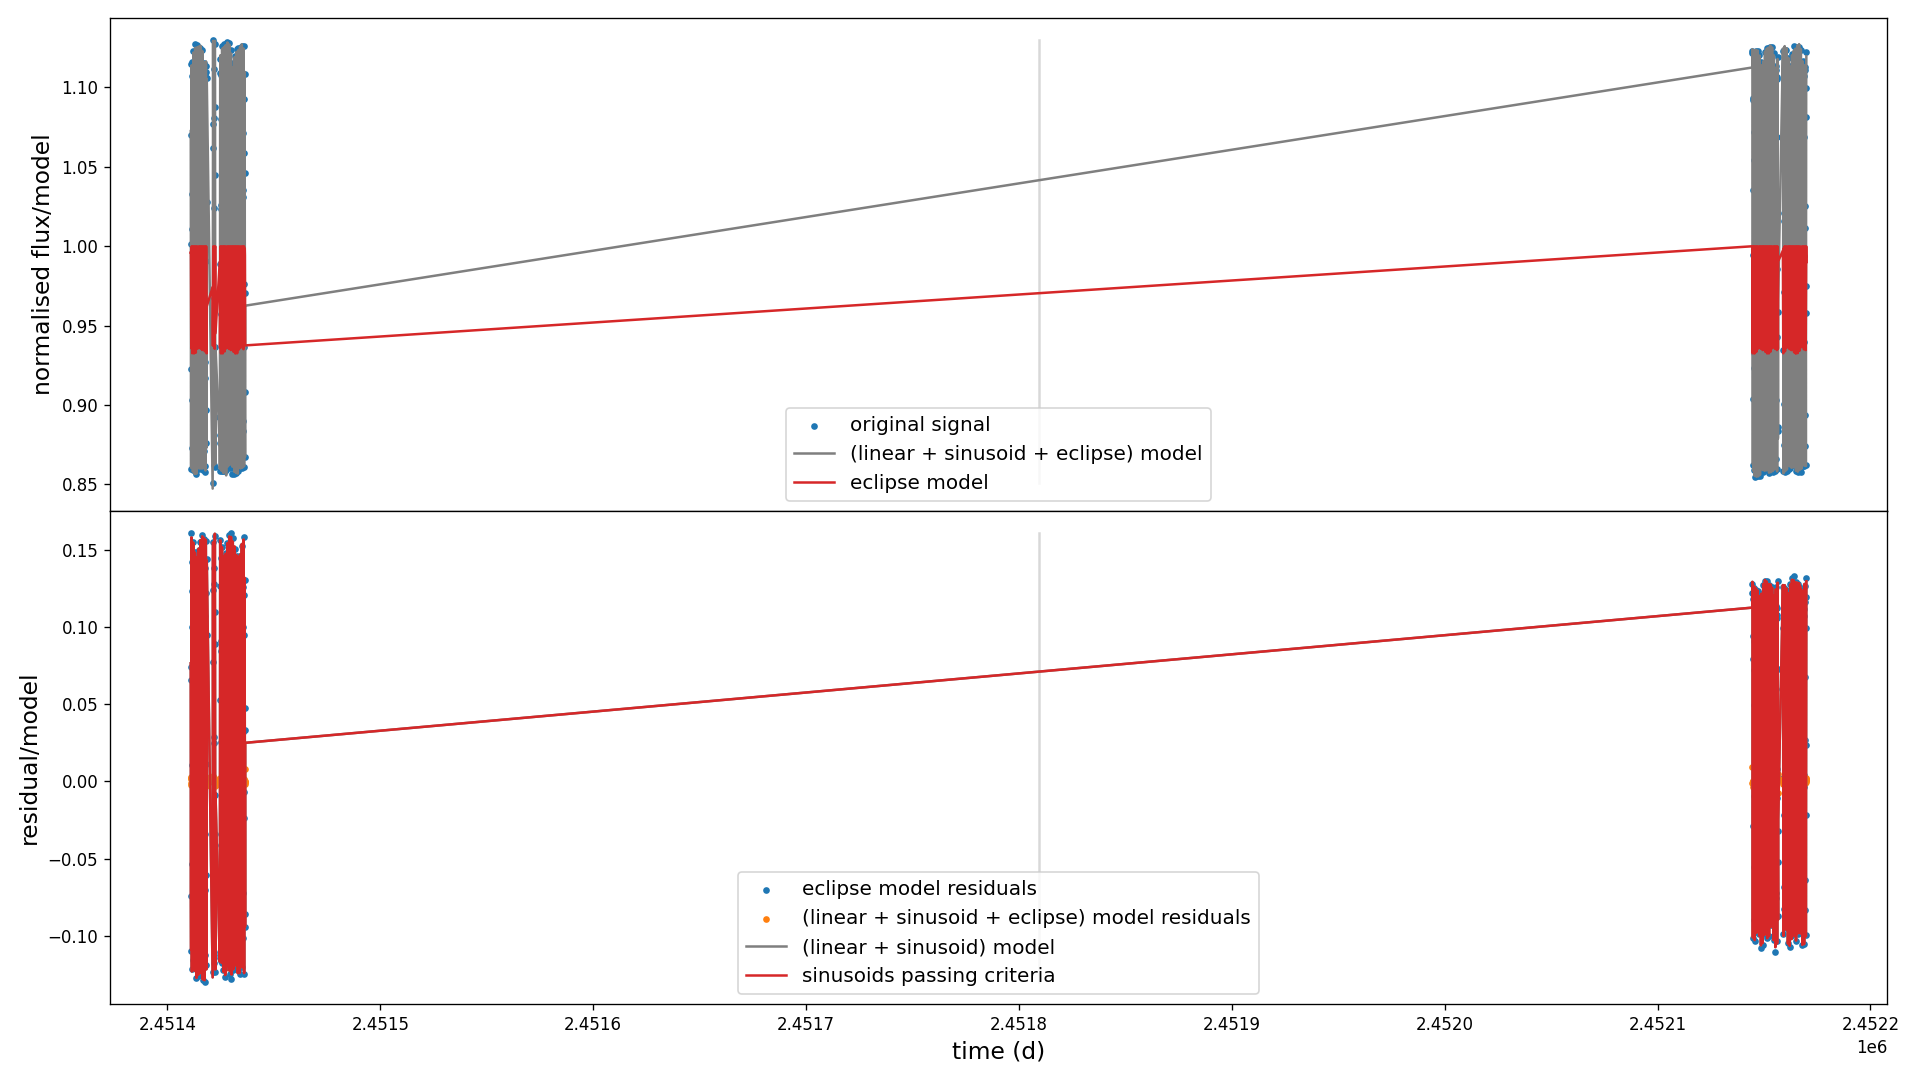 normalised flux/model
1.10
1.05
1.00
0.95
0.90
0.85
original signal
(linear + sinusoid + eclipse) model
eclipse model
residual/model
0.15
0.10
0.05
0.00
−0.05
−0.10
eclipse model residuals
(linear + sinusoid + eclipse) model residuals
(linear + sinusoid) model
sinusoids passing criteria
2.4514 2.4515 2.4516 2.4517 2.4518 2.4519 2.4520 2.4521 2.4522
1e6
time (d)